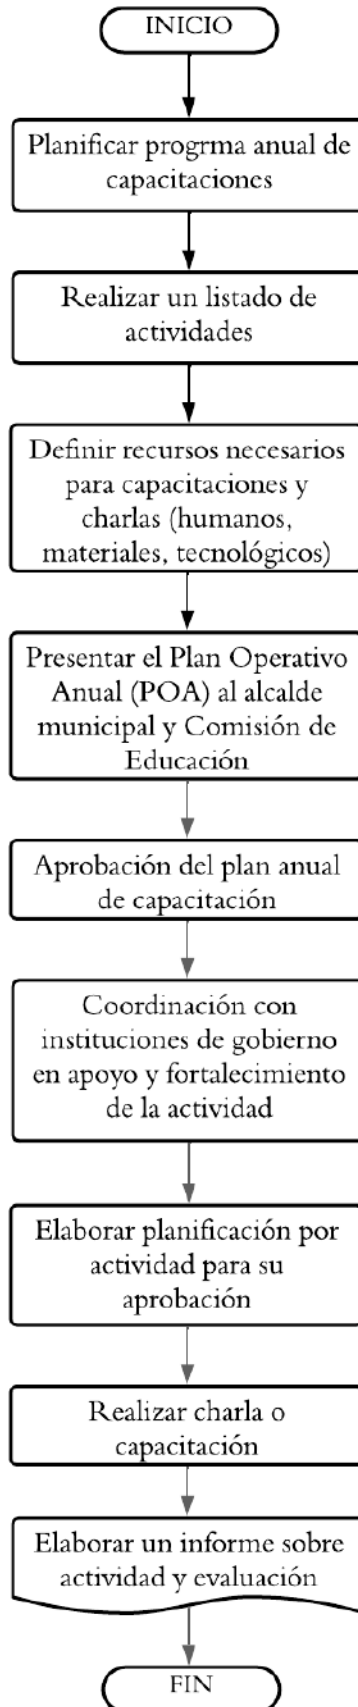 INICIO
Planificar progrma anual de
capacitaciones
Realizar un listado de
actividades
Definir recursos necesarios
para capacitaciones y
charlas (humanos,
materiales, tecnológicos)
Presentar el Plan Operativo
Anual (POA) al alcalde
municipal y Comisión de
Educación
Aprobación del plan anual
de capacitación
Coordinación con
instituciones de gobierno
en apoyo y fortalecimiento
de la actividad
Elaborar planificación por
actividad para su
aprobación
Realizar charla o
capacitación
Elaborar un informe sobre
actividad y evaluación
FIN